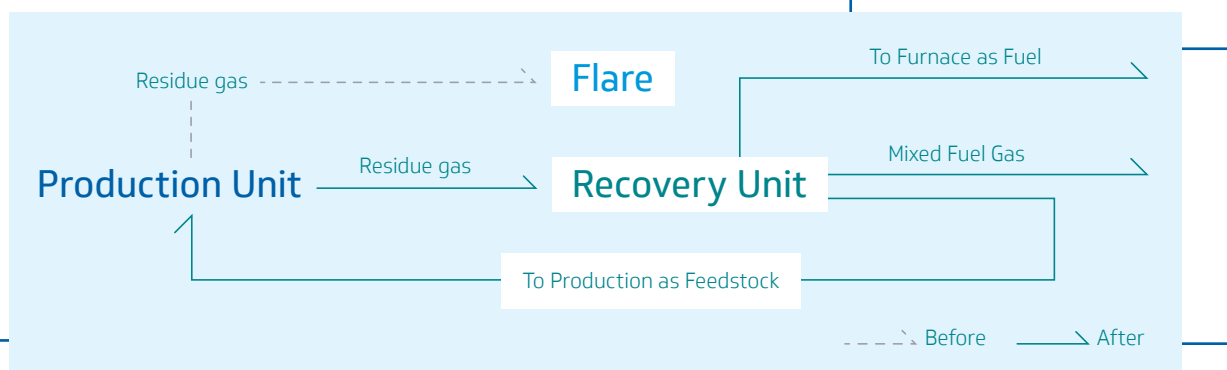 To Furnace as Fuel
Residue gas
Flare
Mixed Fuel Gas
Residue gas
Production Unit
Recovery Unit
To Production as Feedstock
Before
After